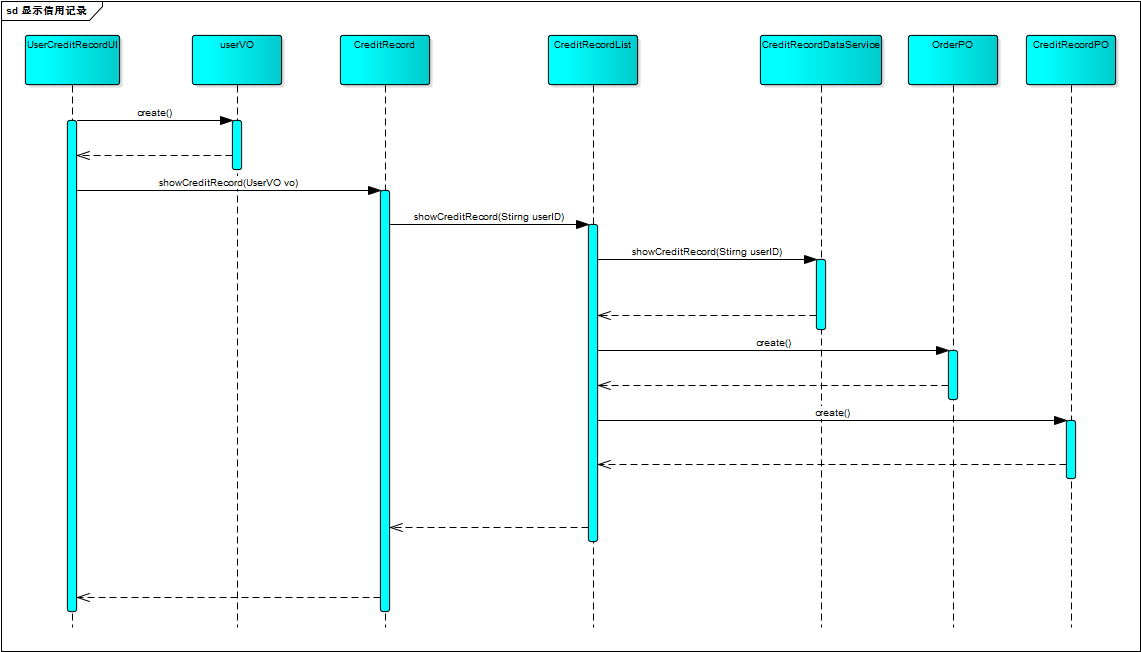 sd 显示信用记录
UserCreditRecordUI
userVO
CreditRecord
CreditRecordList
CreditRecordDataService
OrderPO
CreditRecordPO
create()
showCreditRecord(UserVO vo)
showCreditRecord(Stirng userID)
showCreditRecord(Stirng userID)
create()
create()